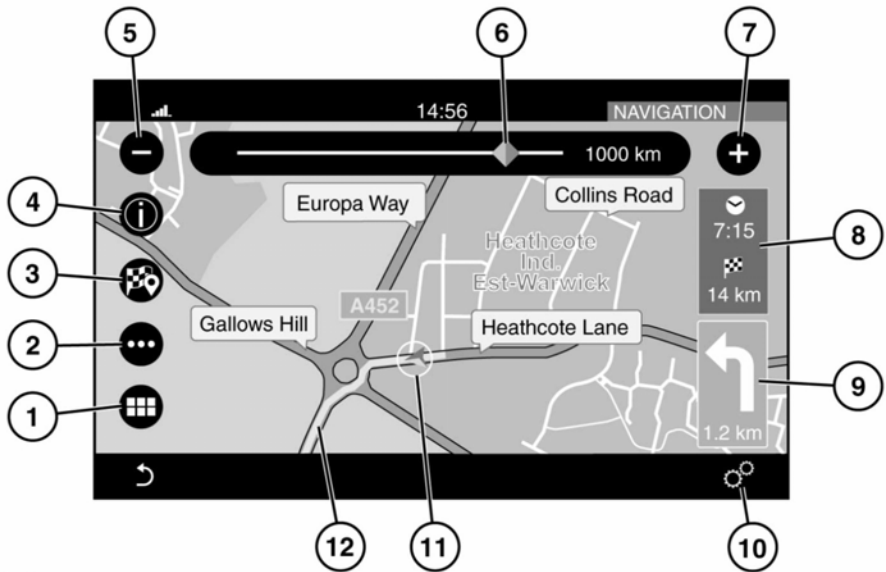 5
6
7
14:56
NAVIGATION
1000 km
4
Europa Way
Collins Road
7:15
8
Heathcote
Ind.
Est-Warwick
3
14 km
A452
Gallows Hill
Heathcote Lane
2
9
1
1.2 km
12
11
10